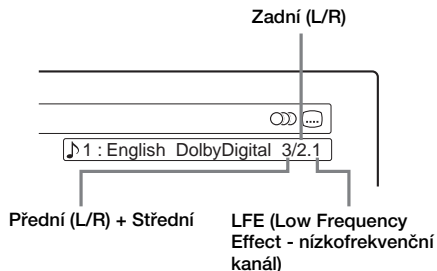 Zadní (L/R)
♪1 : English DolbyDigital 3/2.1
Přední (L/R) + Střední
LFE (Low Frequency
Effect - nízkofrekvenční
kanál)